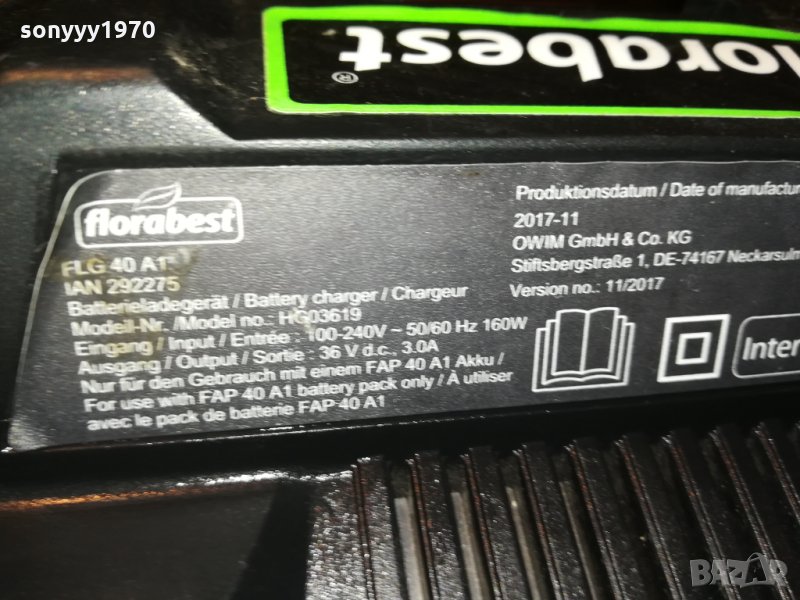 sonyyy1970
lorabest
®
florabest
FLG 40 A1
IAN 292275
Batterieladegerät / Battery charger / Chargeur
Modell-Nr. /Model no.: HG03619
Eingang / Input / Entrée : 100-240V ~ 50/60 Hz 160W
Ausgang / Output / Sortie : 36 V d.c., 3.0A
Nur für den Gebrauch mit einem FAP 40 A1 Akku /
For use with FAP 40 A1 battery pack only / À utiliser
avec le pack de batterie FAP 40 A1
Produktionsdatum / Date of manufactur
2017-11
OWIM GmbH & Co. KG
Stiftsbergstraße 1, DE-74167 Neckarsulm
Version no.: 11/2017
Inter
BAZAR